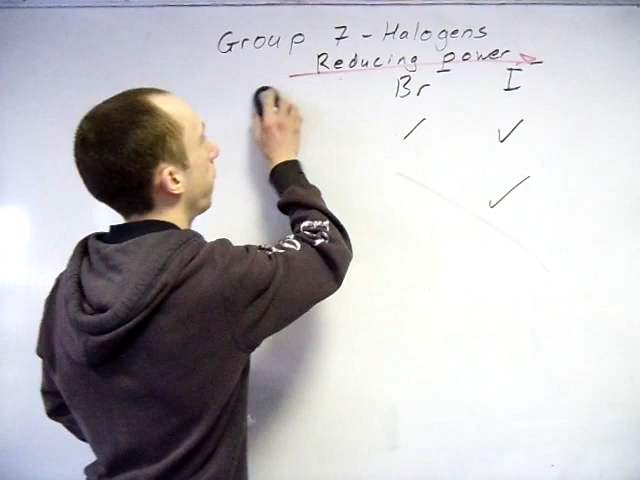 Group 7 - Halogens
Reducing power
Br I⁻